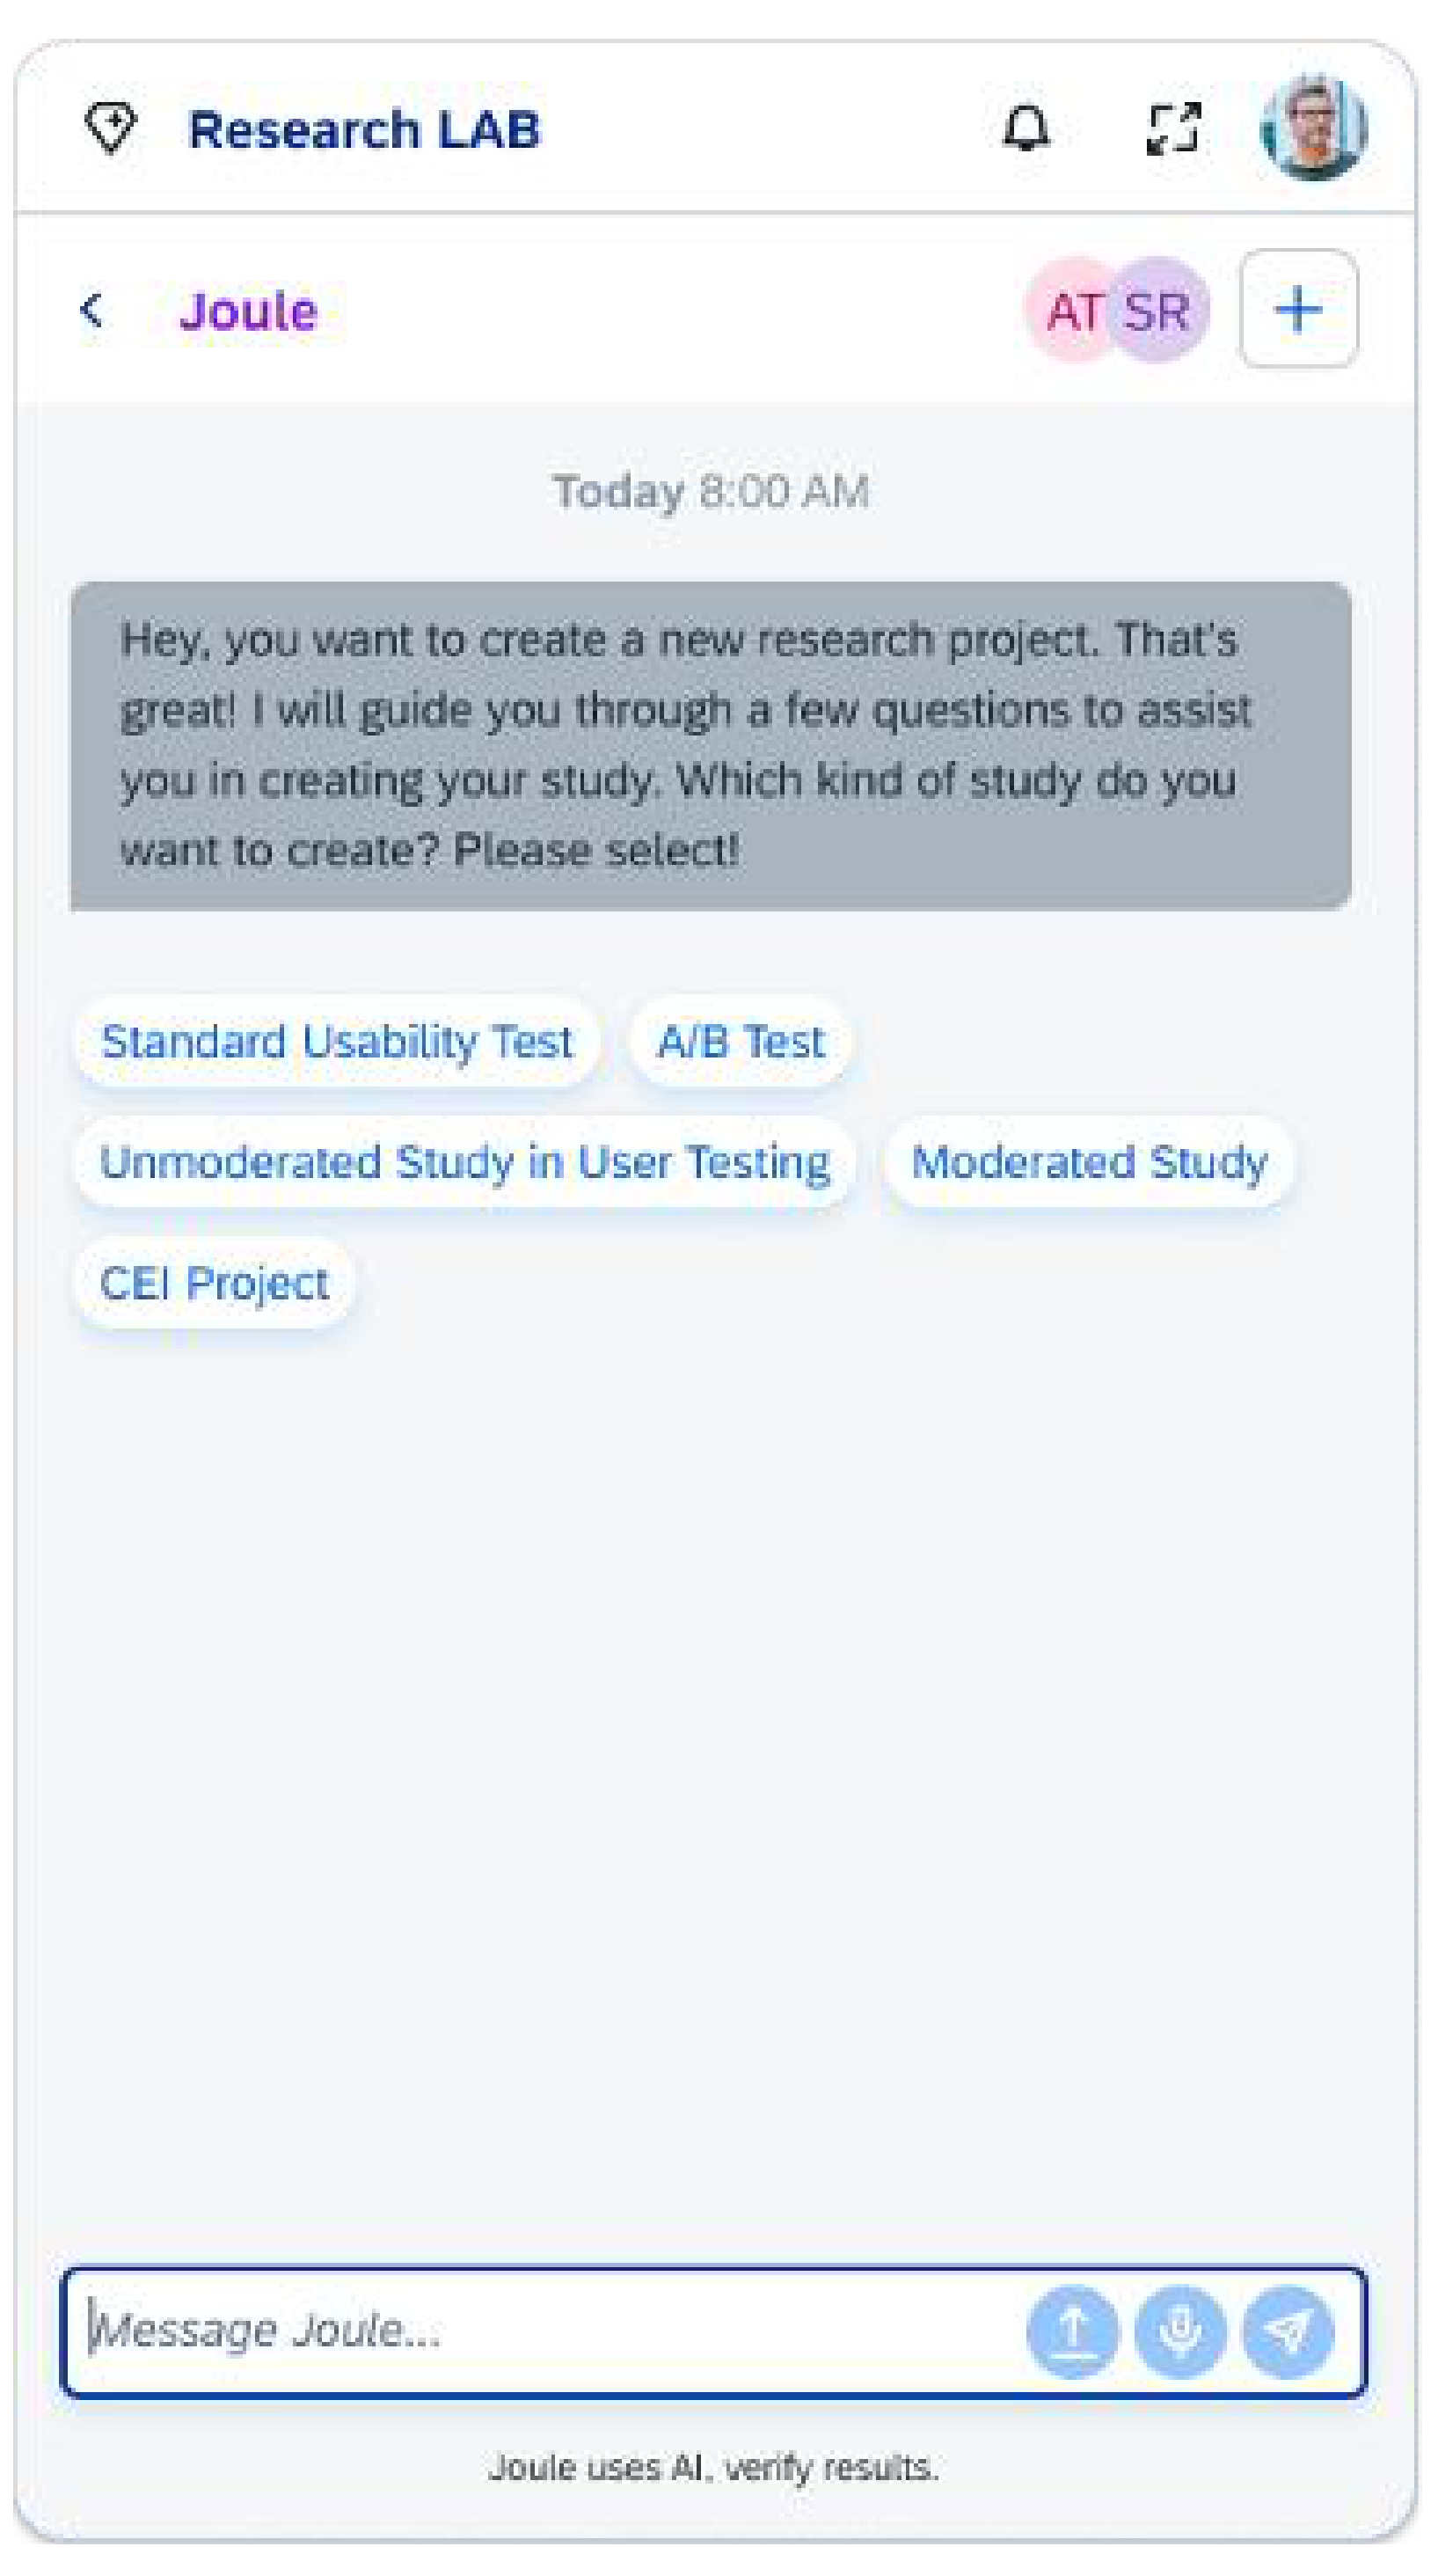 Research LAB
Joule
AT SR
Today 8:00 AM
Hey, you want to create a new research project. That's
great! I will guide you through a few questions to assist
you in creating your study. Which kind of study do you
want to create? Please select!
Standard Usability Test A/B Test
Unmoderated Study in User Testing Moderated Study
CEI Project
Message Joule...
Joule uses AI, verify results.